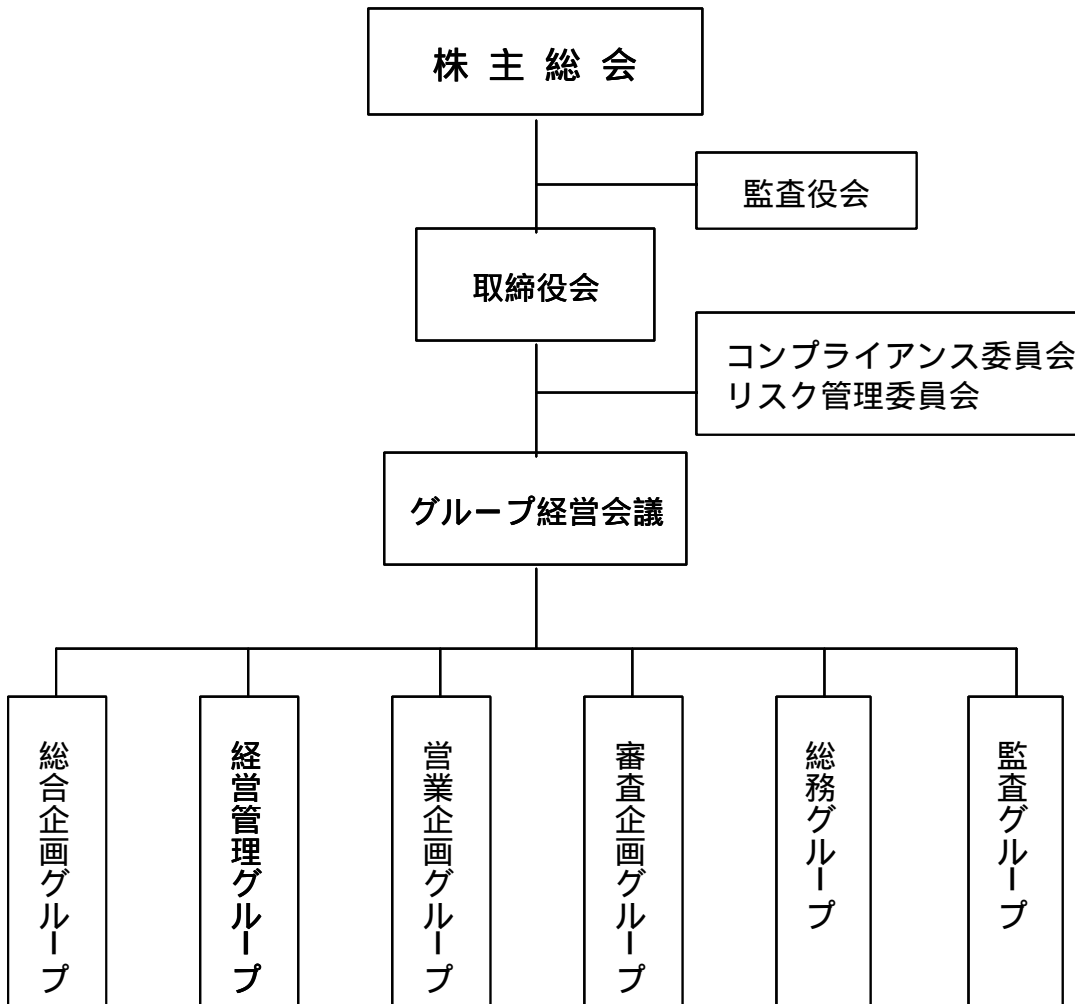 株主総会
監査役会
取締役会
コンプライアンス委員会
リスク管理委員会
グループ経営会議
総合企画グループ
経営管理グループ
営業企画グループ
審査企画グループ
総務グループ
監査グループ